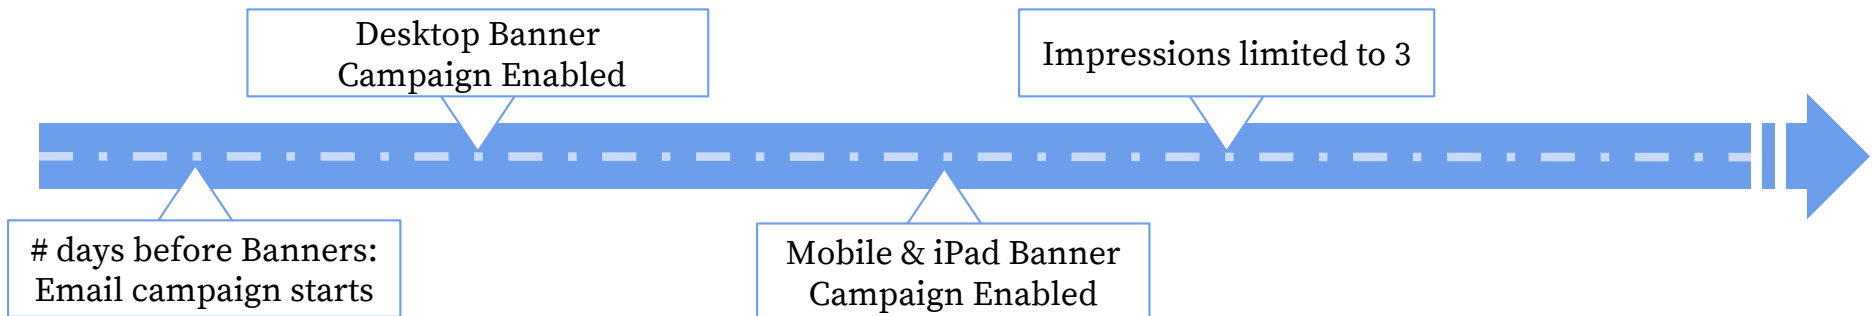 Desktop Banner
Campaign Enabled
Impressions limited to 3
# days before Banners:
Email campaign starts
Mobile & iPad Banner
Campaign Enabled